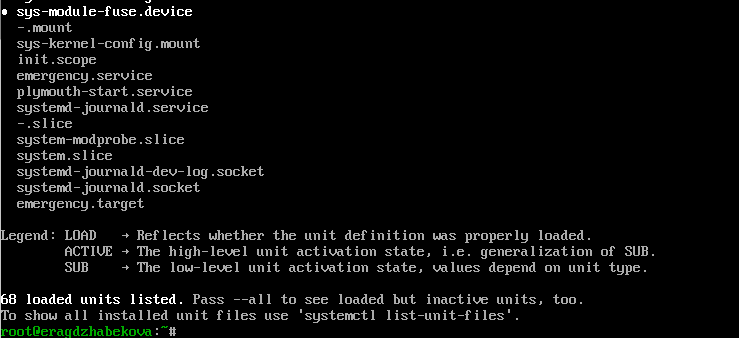 ● sys-module-fuse.device
-.mount
sys-kernel-config.mount
init.scope
emergency.service
plymouth-start.service
systemd-journald.service
-.slice
system-modprobe.slice
system.slice
systemd-journald-dev-log.socket
systemd-journald.socket
emergency.target
Legend: LOAD → Reflects whether the unit definition was properly loaded.
ACTIVE → The high-level unit activation state, i.e. generalization of SUB.
SUB → The low-level unit activation state, values depend on unit type.
68 loaded units listed. Pass --all to see loaded but inactive units, too.
To show all installed unit files use 'systemctl list-unit-files'.
root@eragdzhabekova:~#